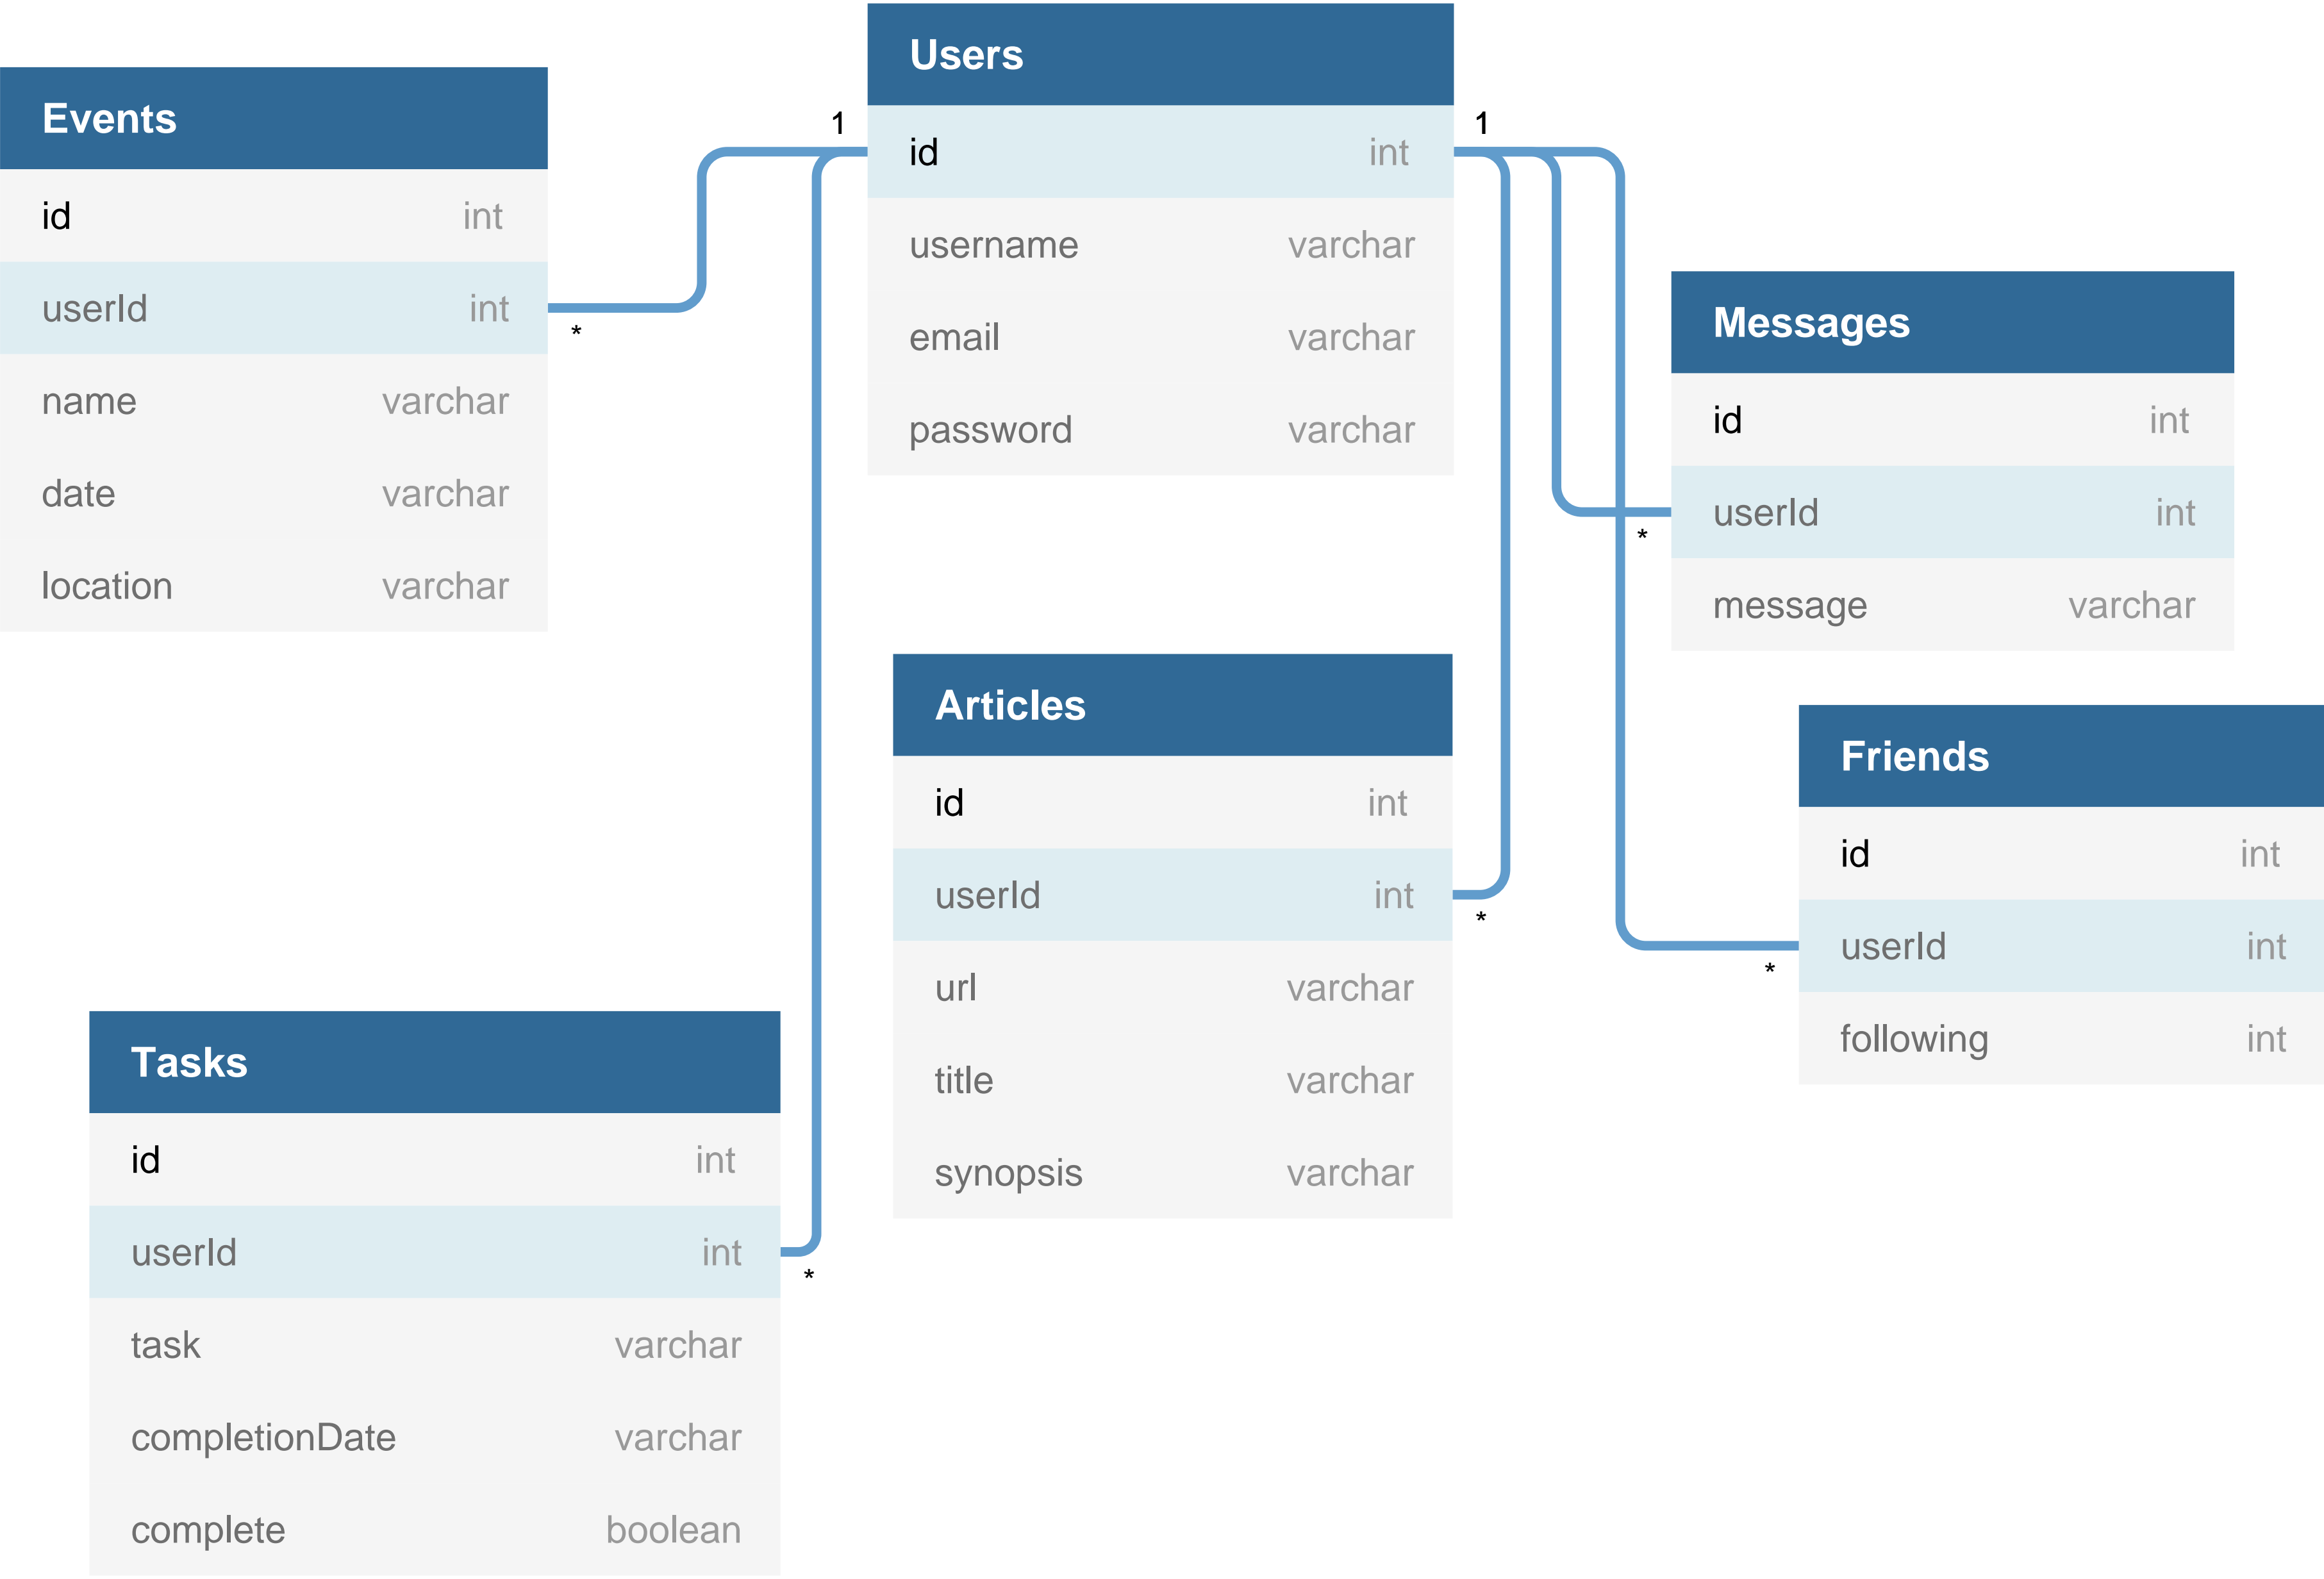 Users
1
id int
1
username varchar
email varchar
password varchar
Events
id int
userId int
*
name varchar
date varchar
location varchar
Messages
id int
userId int
*
message varchar
Articles
id int
userId int
*
url varchar
title varchar
synopsis varchar
Friends
id int
userId int
*
following int
Tasks
id int
userId int
*
task varchar
completionDate varchar
complete boolean